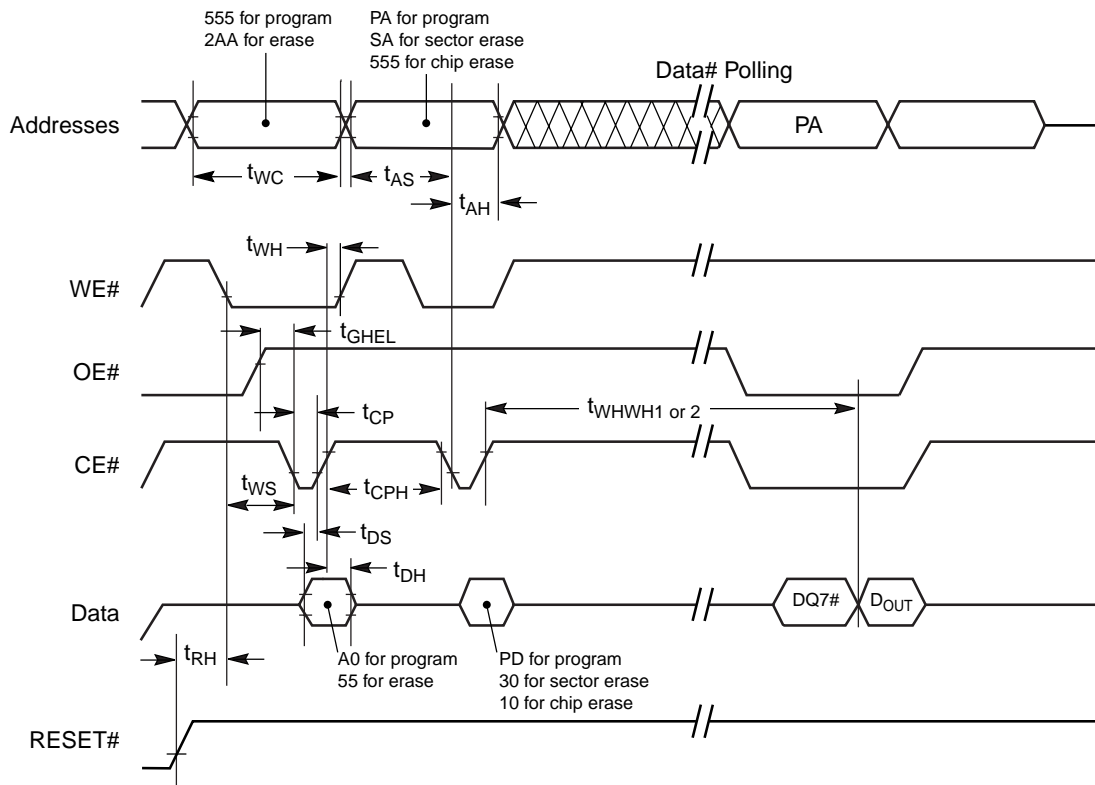 555 for program
2AA for erase
PA for program
SA for sector erase
555 for chip erase
Data# Polling
Addresses
PA
tWC
tAS
tAH
tWH
WE#
tGHEL
OE#
tWHWH1 or 2
tCP
CE#
tWS
tCPH
tDS
tDH
Data
DQ7#
DOUT
tRH
A0 for program
55 for erase
PD for program
30 for sector erase
10 for chip erase
RESET#